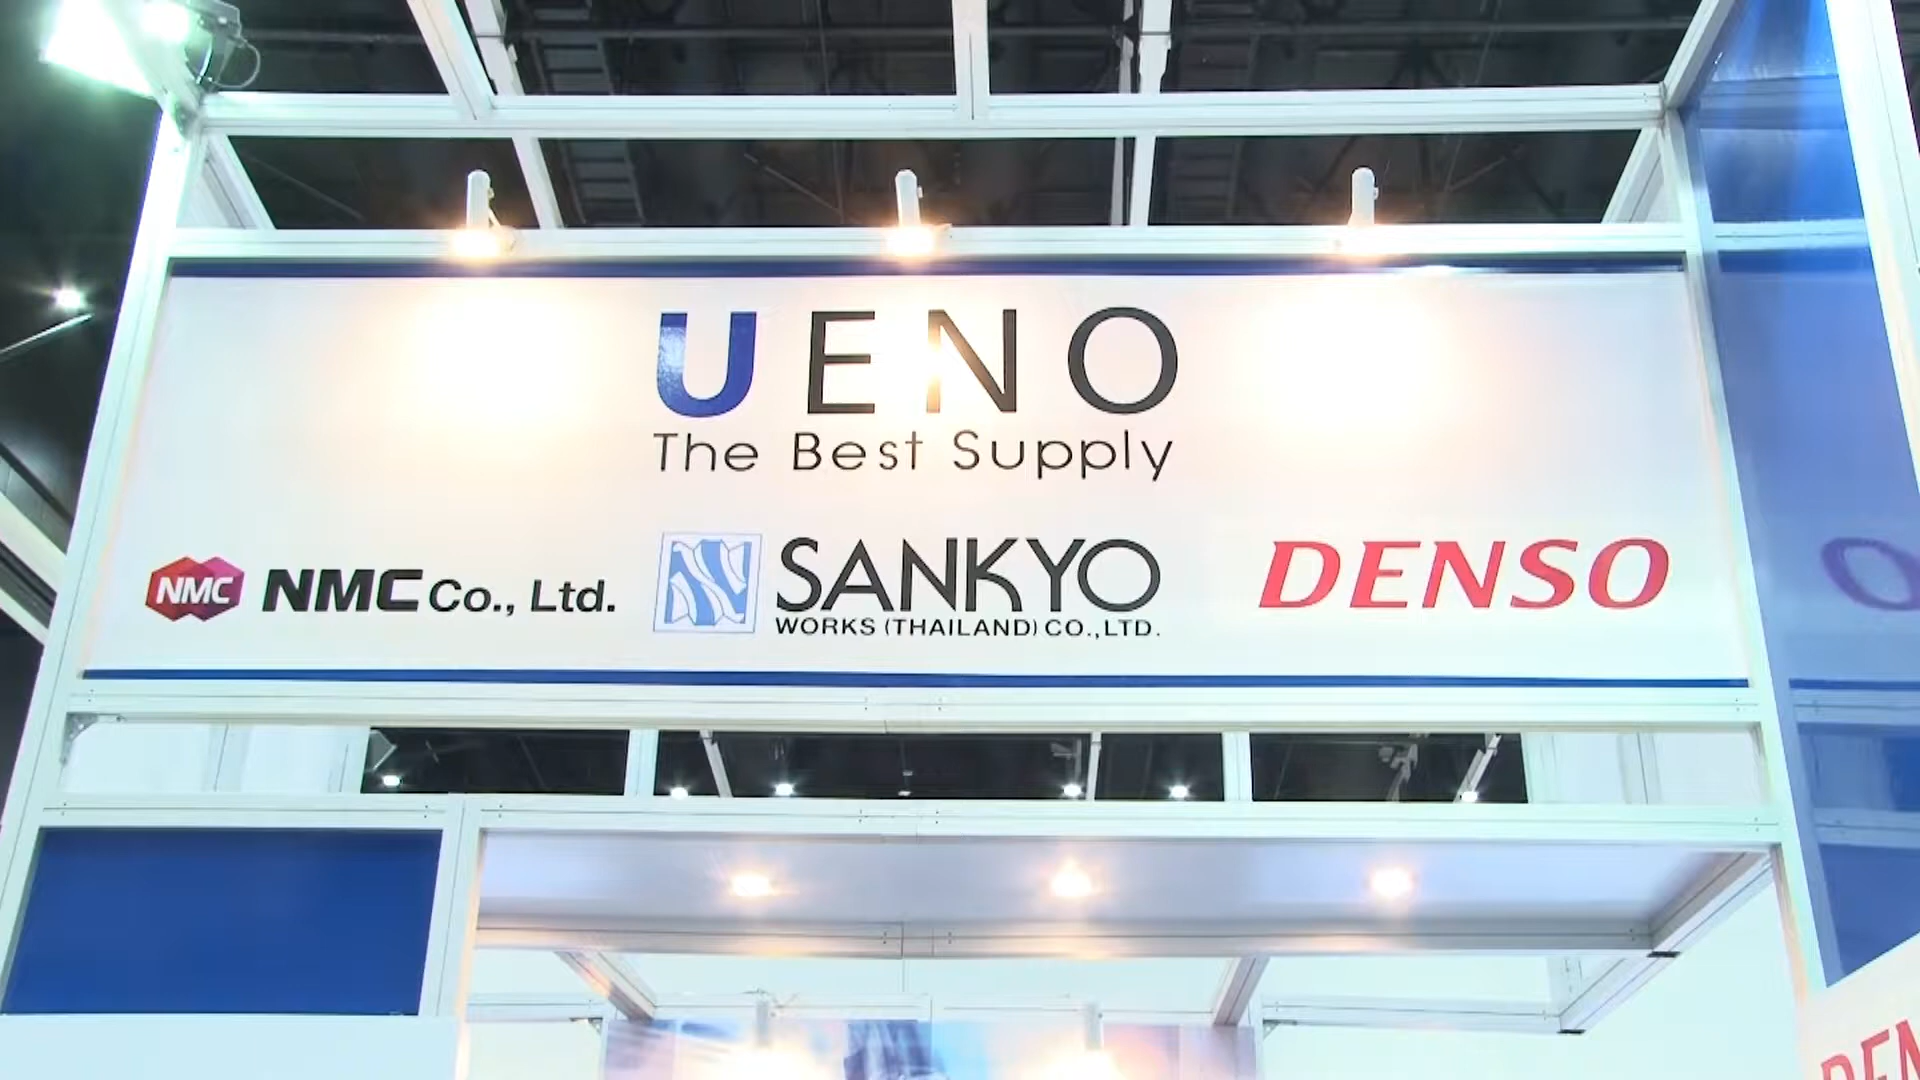 UENO
The Best Supply
NMC NMC Co., Ltd.
SANKYO
WORKS (THAILAND) CO.,LTD.
DENSO